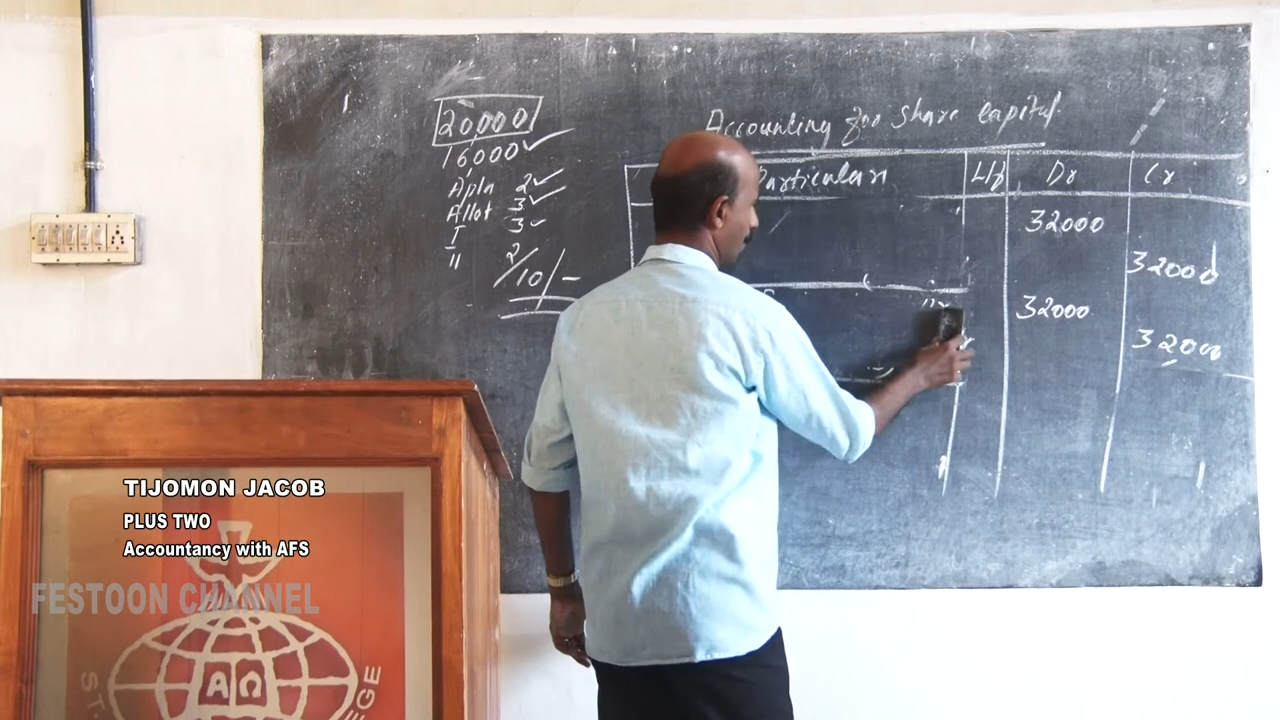 20000
16000 ✓
Apln 2 ✓
Allot 3 ✓
I 3 ✓
II 2
10/-
Accounting for Share Capital
Particulars L/f Dr Cr
32000
32000
32000
32000
TIJOMON JACOB
PLUS TWO
Accountancy with AFS
FESTOON CHANNEL
ΑΩ